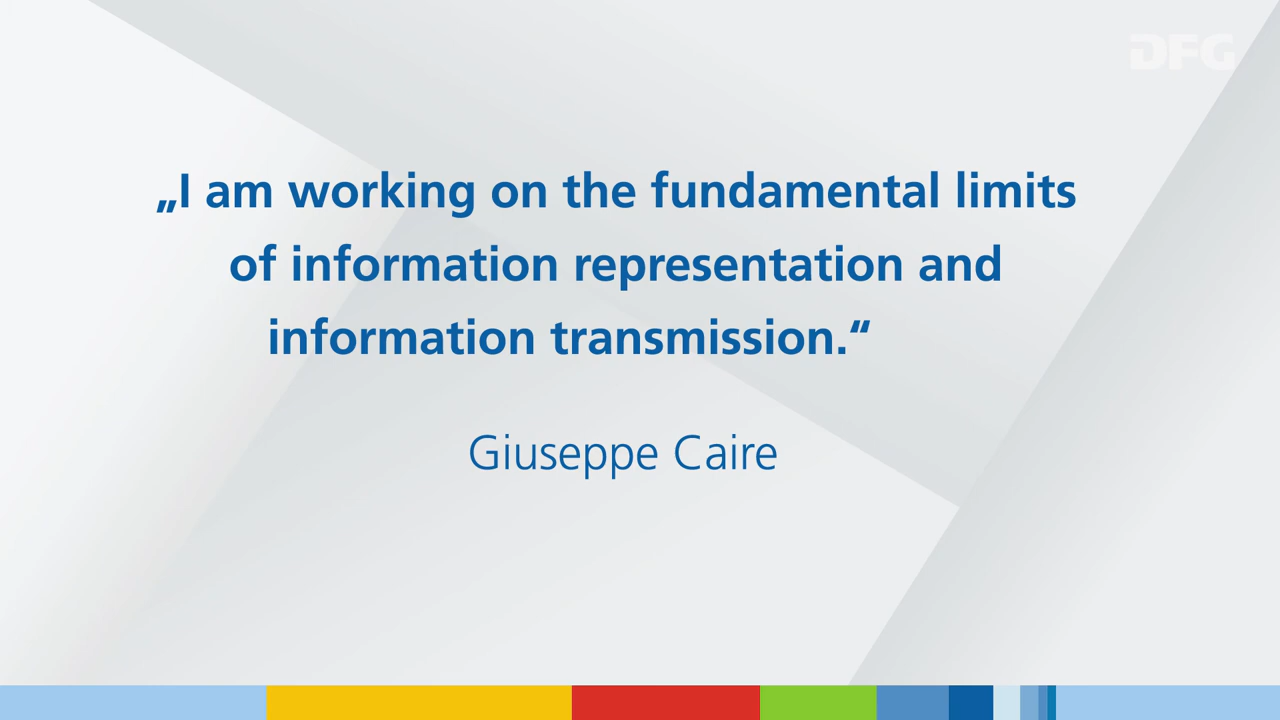 DFG
„I am working on the fundamental limits
of information representation and
information transmission.“
Giuseppe Caire